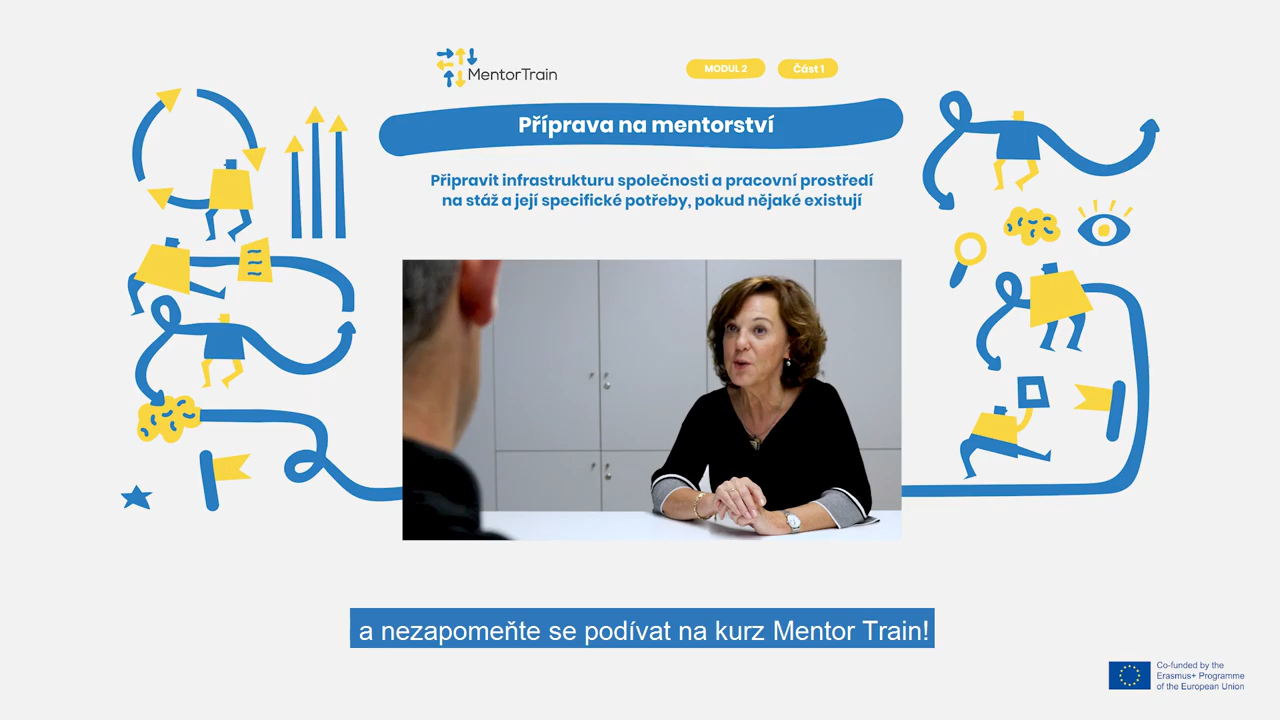 MentorTrain
MODUL 2
Část 1
Příprava na mentorství
Připravit infrastrukturu společnosti a pracovní prostředí
na stáž a její specifické potřeby, pokud nějaké existují
a nezapomeňte se podívat na kurz Mentor Train!
Co-funded by the
Erasmus+ Programme
of the European Union